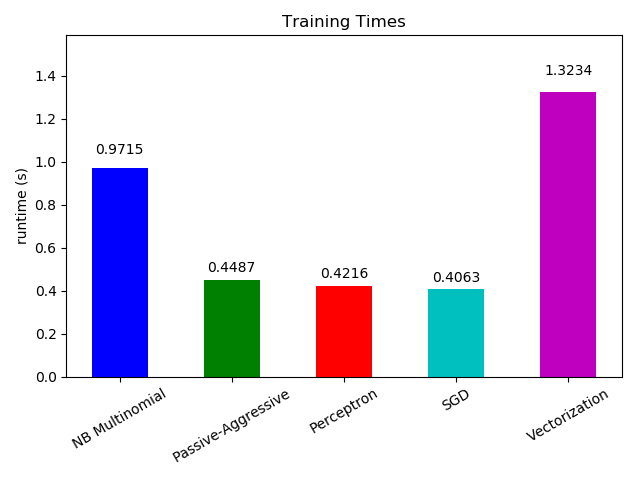 Training Times
runtime (s)
1.4
1.2
1.0
0.8
0.6
0.4
0.2
0.0
0.9715
0.4487
0.4216
0.4063
1.3234
NB Multinomial
Passive-Aggressive
Perceptron
SGD
Vectorization